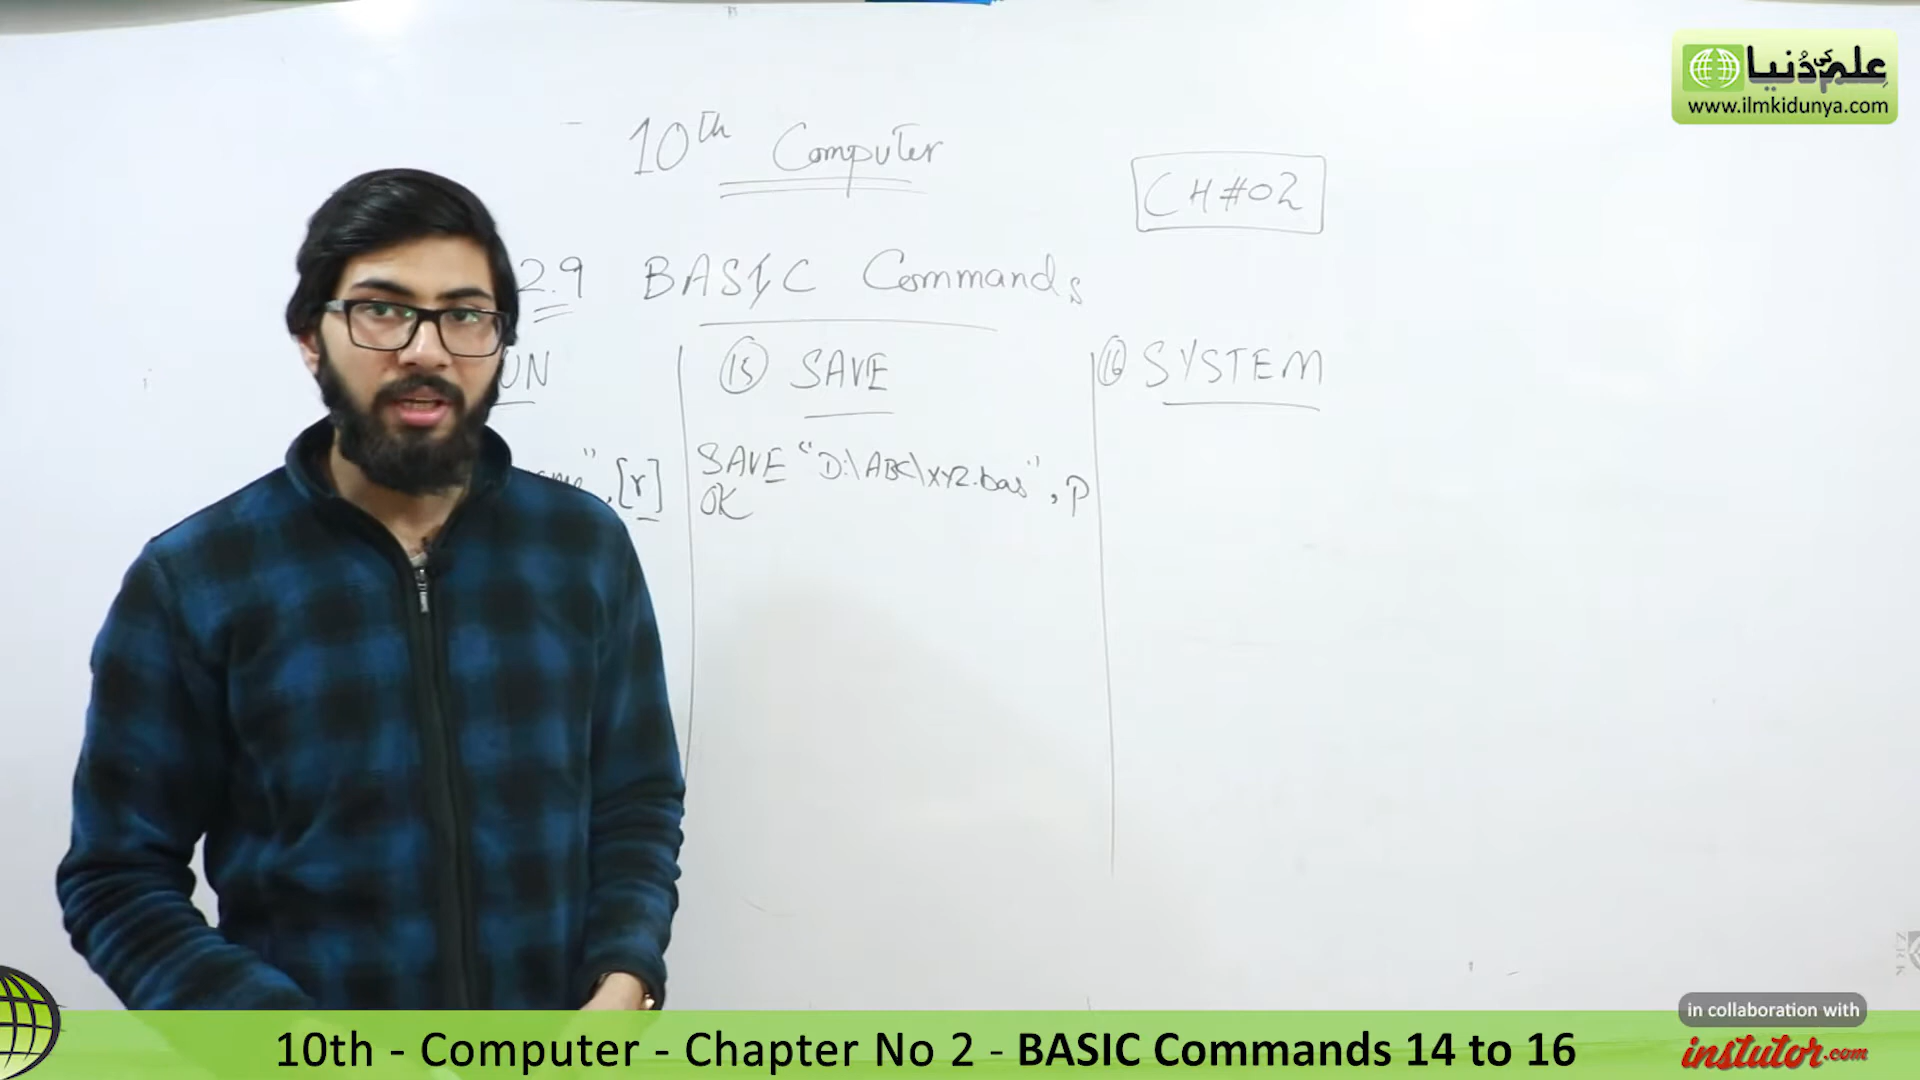 علم کی دُنیا
www.ilmkidunya.com
10th Computer
CH#02
2.9 BASIC Commands
UN
15 SAVE
16 SYSTEM
", [r]
SAVE "D:\ABC\XYZ.bas", P
OK
in collaboration with
10th - Computer - Chapter No 2 - BASIC Commands 14 to 16
instutor.com